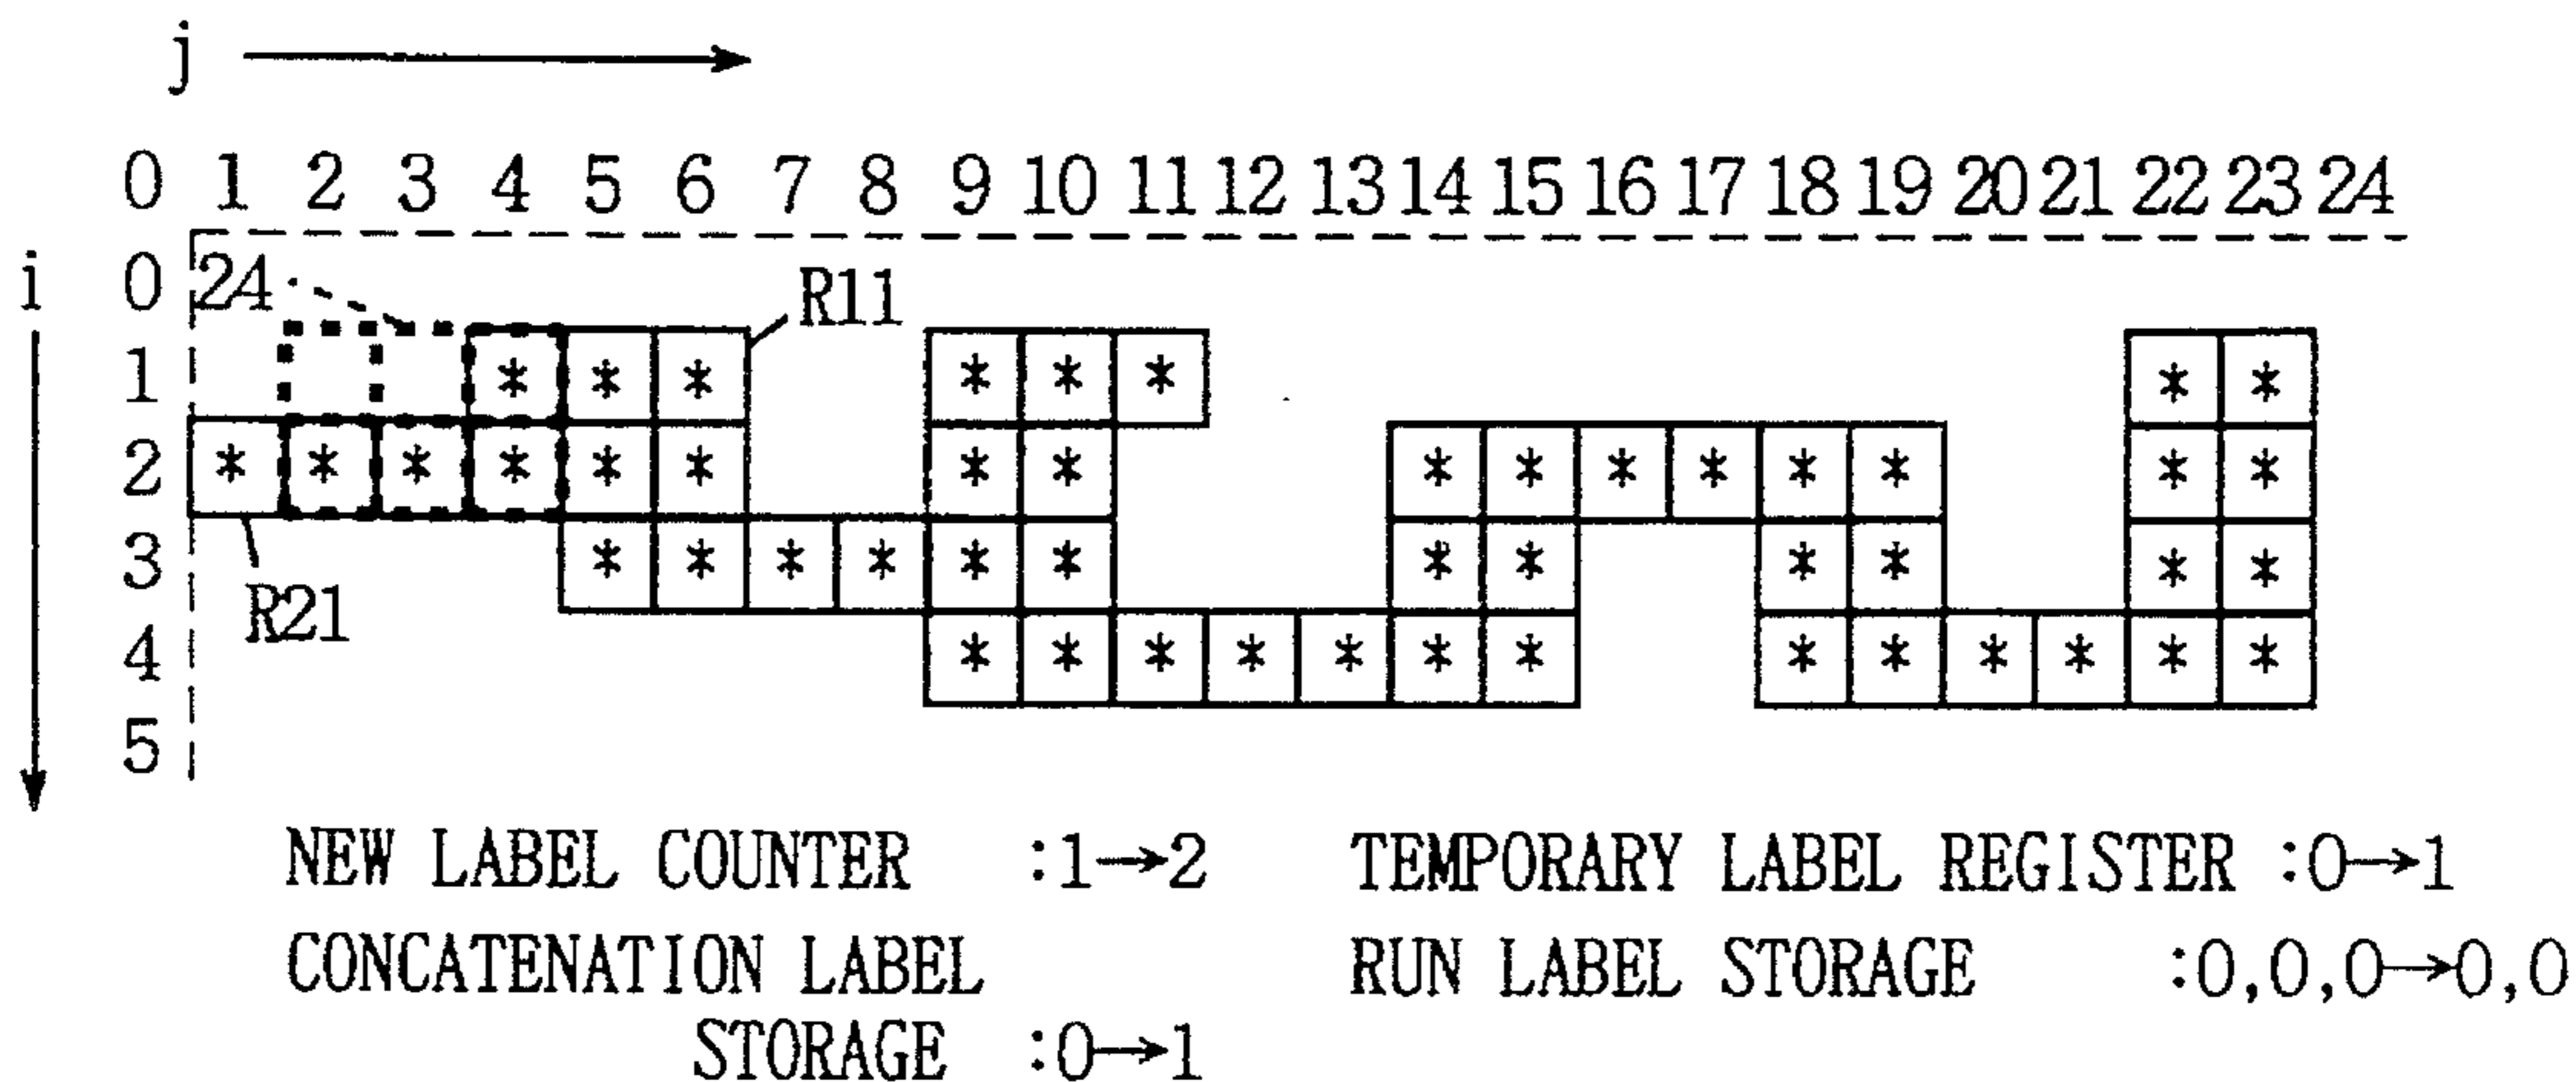 j
0 1 2 3 4 5 6 7 8 9 10 11 12 13 14 15 16 17 18 19 20 21 22 23 24
i 0 24 R11
1 * * * * * * * *
2 * * * * * * * * * * * * * * * *
3 * * * * * * * * * * * *
R21
4 * * * * * * * * * * * * *
5
NEW LABEL COUNTER :1→2 TEMPORARY LABEL REGISTER :0→1
CONCATENATION LABEL RUN LABEL STORAGE :0,0,0→0,0
STORAGE :0→1